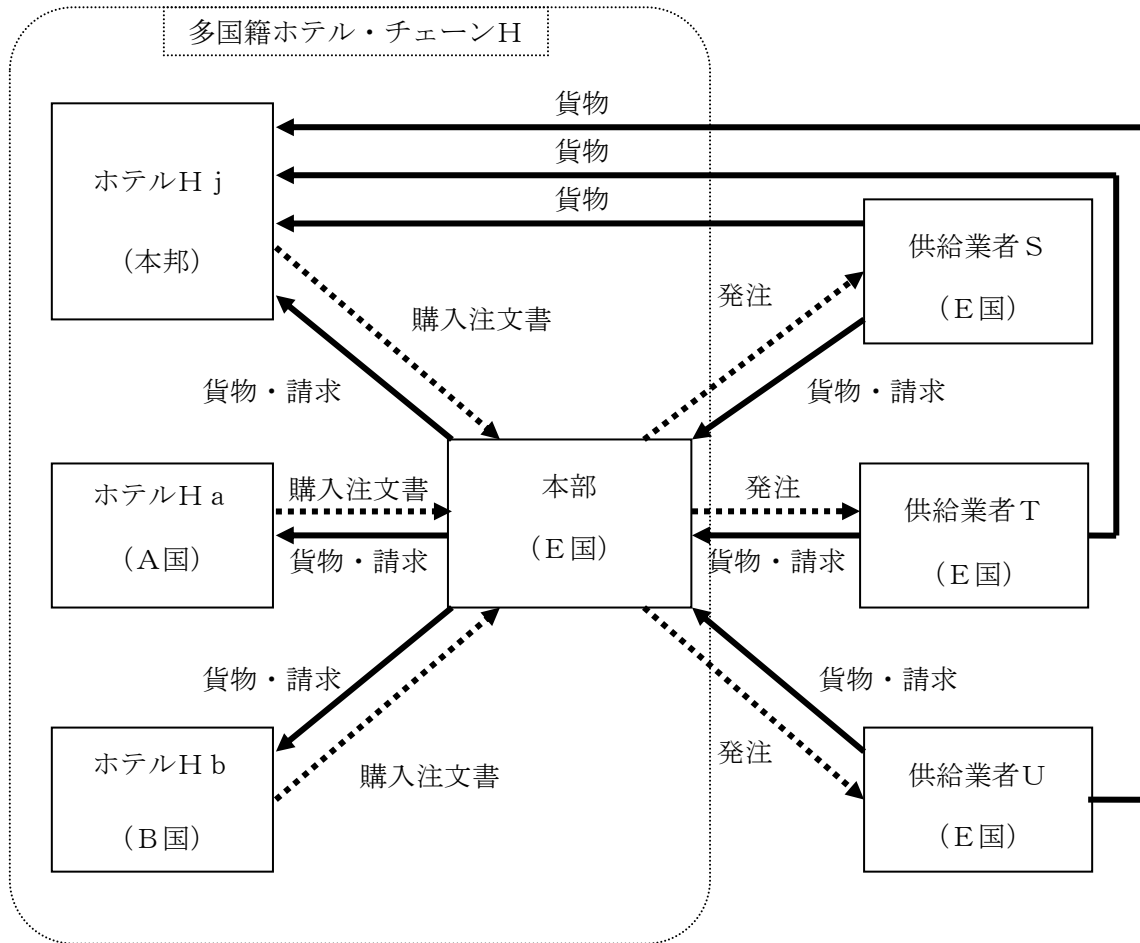 多国籍ホテル・チェーンH
貨物
貨物
貨物
ホテルHj
(本邦)
供給業者S
(E国)
購入注文書
発注
貨物・請求
貨物・請求
ホテルHa
(A国)
購入注文書
貨物・請求
本部
(E国)
発注
貨物・請求
供給業者T
(E国)
貨物・請求
購入注文書
貨物・請求
発注
ホテルHb
(B国)
供給業者U
(E国)